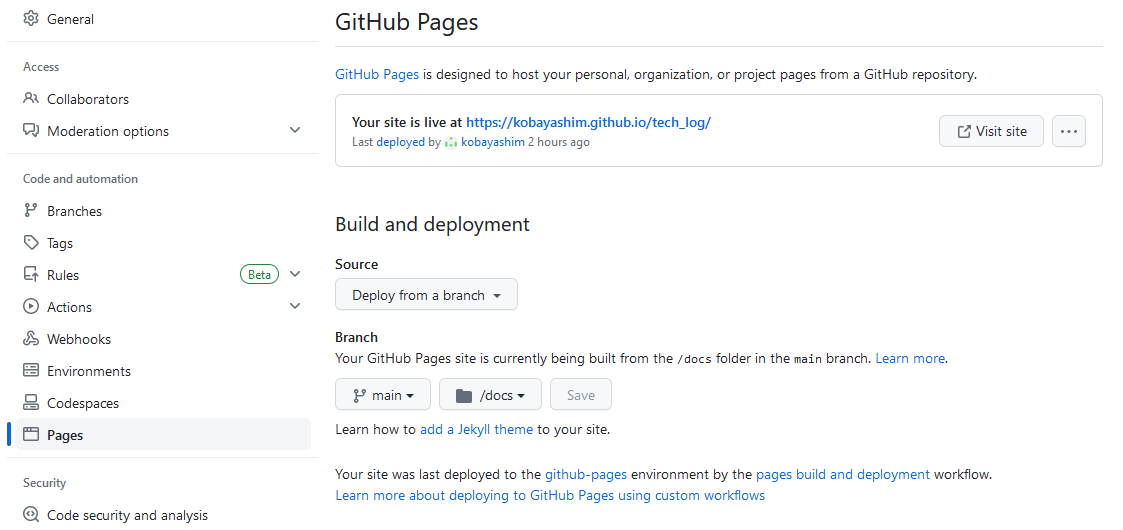 General
Access
Collaborators
Moderation options
Code and automation
Branches
Tags
Rules Beta
Actions
Webhooks
Environments
Codespaces
Pages
Security
Code security and analysis
GitHub Pages
GitHub Pages is designed to host your personal, organization, or project pages from a GitHub repository.
Your site is live at https://kobayashim.github.io/tech_log/
Last deployed by kobayashim 2 hours ago
Visit site
Build and deployment
Source
Deploy from a branch
Branch
Your GitHub Pages site is currently being built from the /docs folder in the main branch. Learn more.
main /docs Save
Learn how to add a Jekyll theme to your site.
Your site was last deployed to the github-pages environment by the pages build and deployment workflow.
Learn more about deploying to GitHub Pages using custom workflows